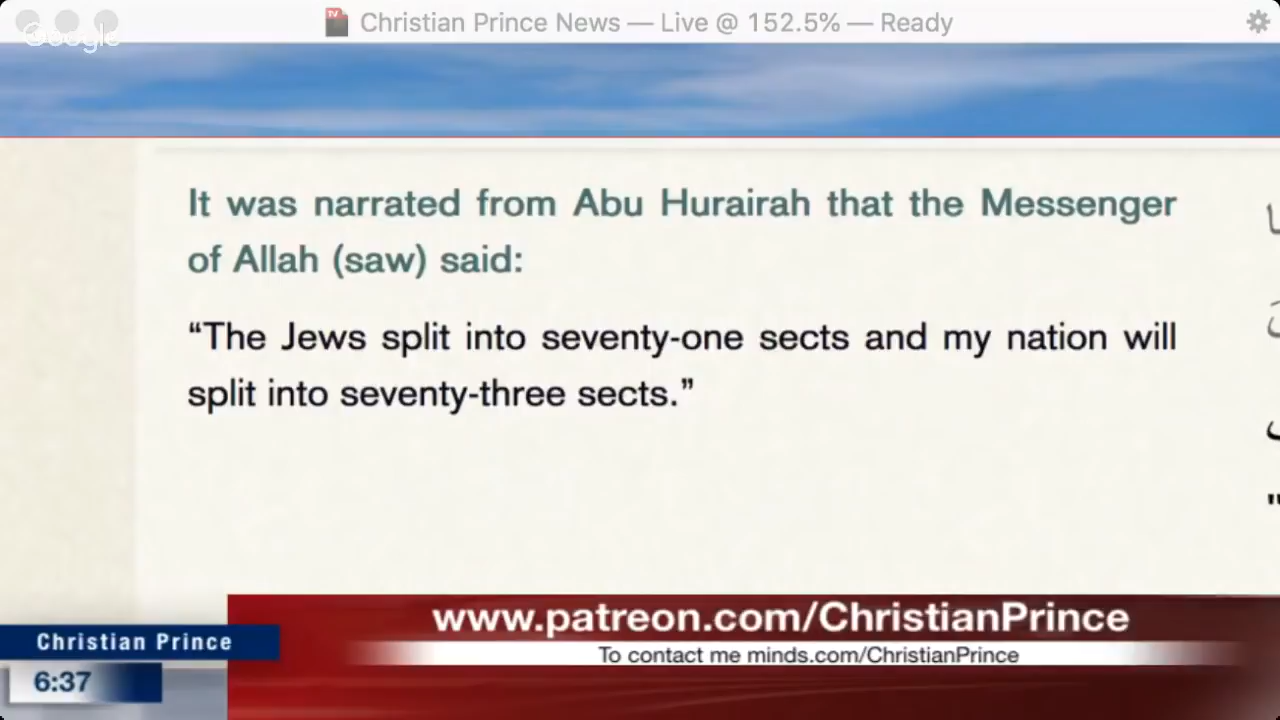 Google
Christian Prince News — Live @ 152.5% — Ready
It was narrated from Abu Hurairah that the Messenger
of Allah (saw) said:
“The Jews split into seventy-one sects and my nation will
split into seventy-three sects.”
www.patreon.com/ChristianPrince
To contact me minds.com/ChristianPrince
Christian Prince
6:37